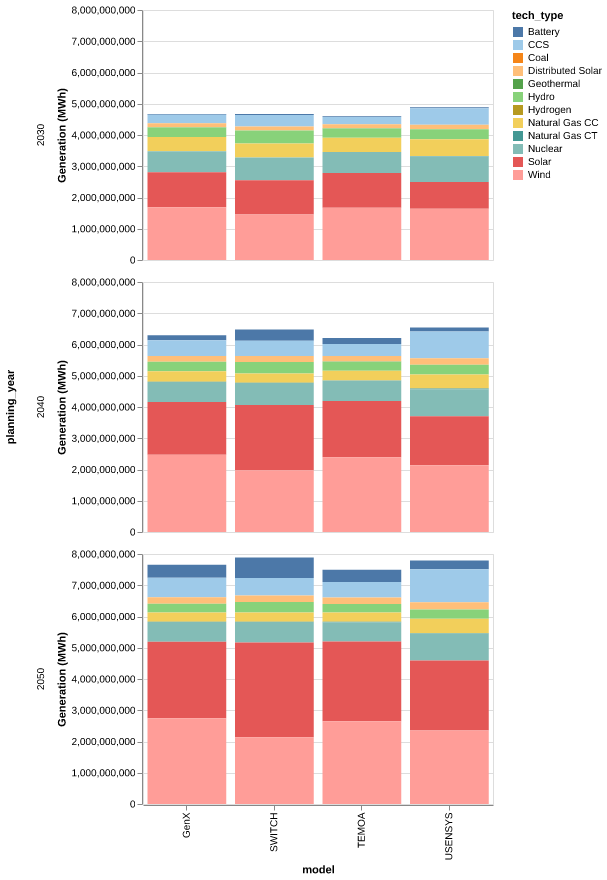 tech_type
Battery
CCS
Coal
Distributed Solar
Geothermal
Hydro
Hydrogen
Natural Gas CC
Natural Gas CT
Nuclear
Solar
Wind
planning_year
2030
Generation (MWh)
8,000,000,000
7,000,000,000
6,000,000,000
5,000,000,000
4,000,000,000
3,000,000,000
2,000,000,000
1,000,000,000
0
2040
Generation (MWh)
8,000,000,000
7,000,000,000
6,000,000,000
5,000,000,000
4,000,000,000
3,000,000,000
2,000,000,000
1,000,000,000
0
2050
Generation (MWh)
8,000,000,000
7,000,000,000
6,000,000,000
5,000,000,000
4,000,000,000
3,000,000,000
2,000,000,000
1,000,000,000
0
GenX
SWITCH
TEMOA
USENSYS
model